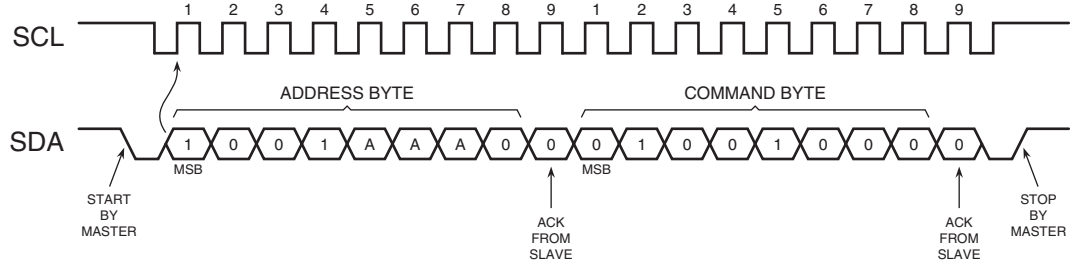 1 2 3 4 5 6 7 8 9 1 2 3 4 5 6 7 8 9
SCL
ADDRESS BYTE
COMMAND BYTE
SDA
1 0 0 1 A A A 0 0 0 1 0 0 1 0 0 0 0
MSB
MSB
START
BY
MASTER
ACK
FROM
SLAVE
ACK
FROM
SLAVE
STOP
BY
MASTER